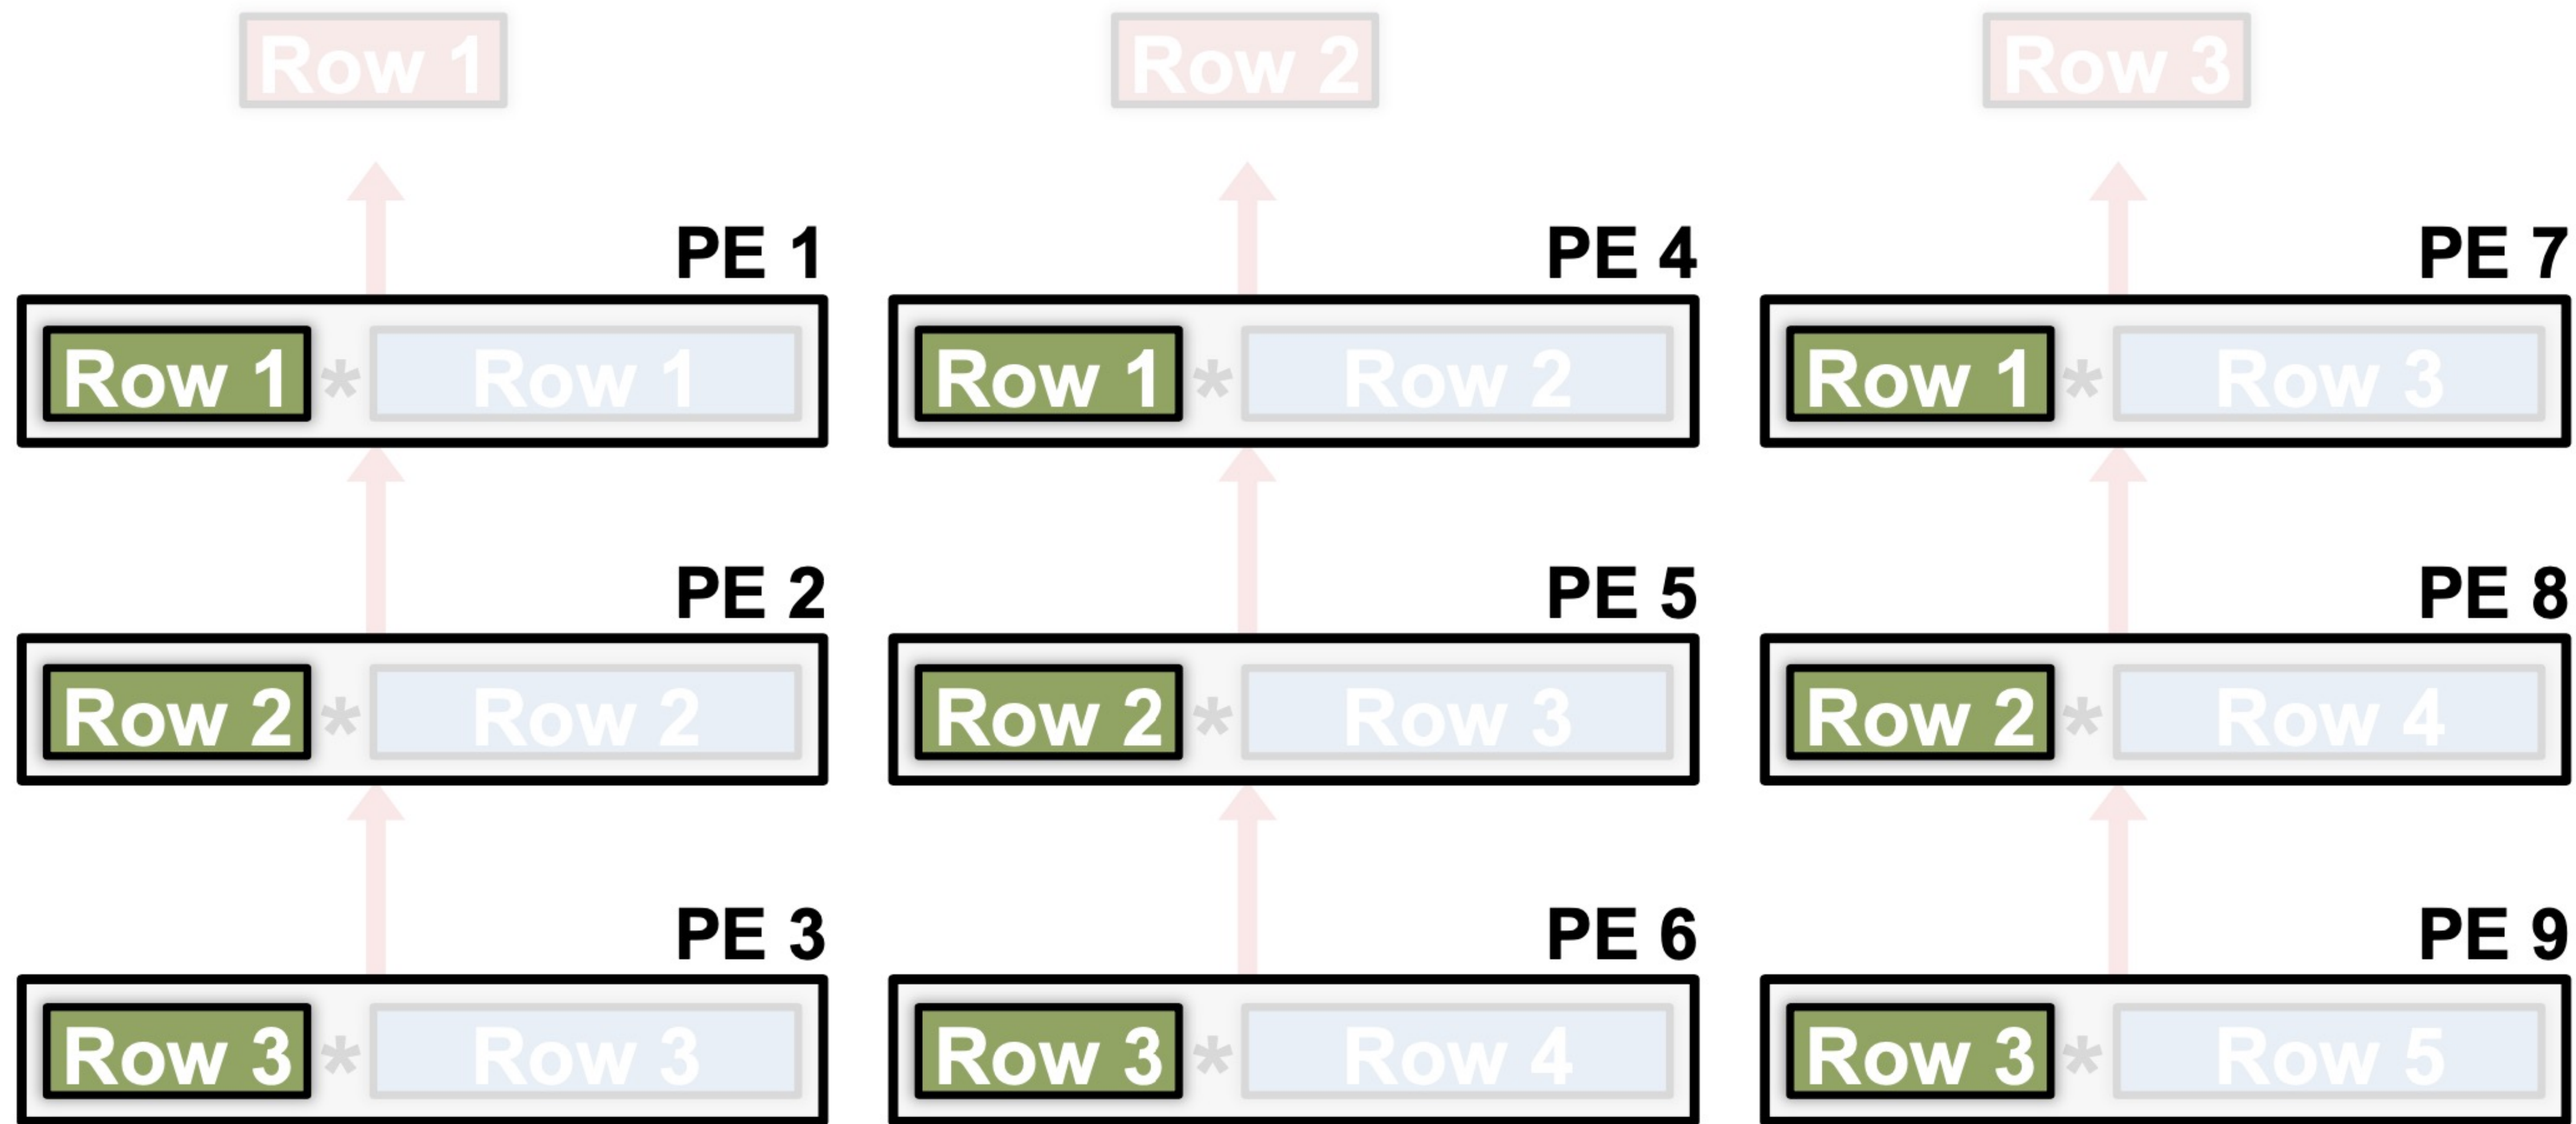 Row 1 Row 2 Row 3
PE 1 PE 4 PE 7
Row 1 * Row 1 Row 1 * Row 2 Row 1 * Row 3
PE 2 PE 5 PE 8
Row 2 * Row 2 Row 2 * Row 3 Row 2 * Row 4
PE 3 PE 6 PE 9
Row 3 * Row 3 Row 3 * Row 4 Row 3 * Row 5